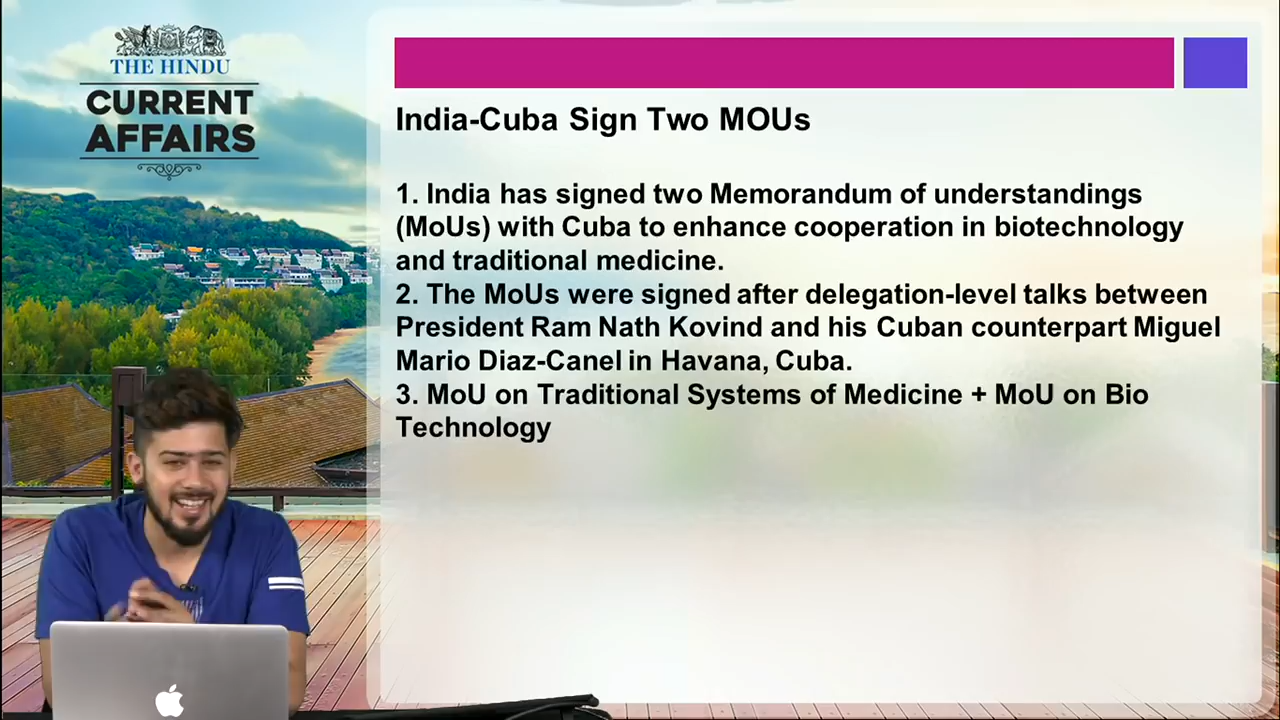 THE HINDU
CURRENT
AFFAIRS
India-Cuba Sign Two MOUs
1. India has signed two Memorandum of understandings
(MoUs) with Cuba to enhance cooperation in biotechnology
and traditional medicine.
2. The MoUs were signed after delegation-level talks between
President Ram Nath Kovind and his Cuban counterpart Miguel
Mario Diaz-Canel in Havana, Cuba.
3. MoU on Traditional Systems of Medicine + MoU on Bio
Technology